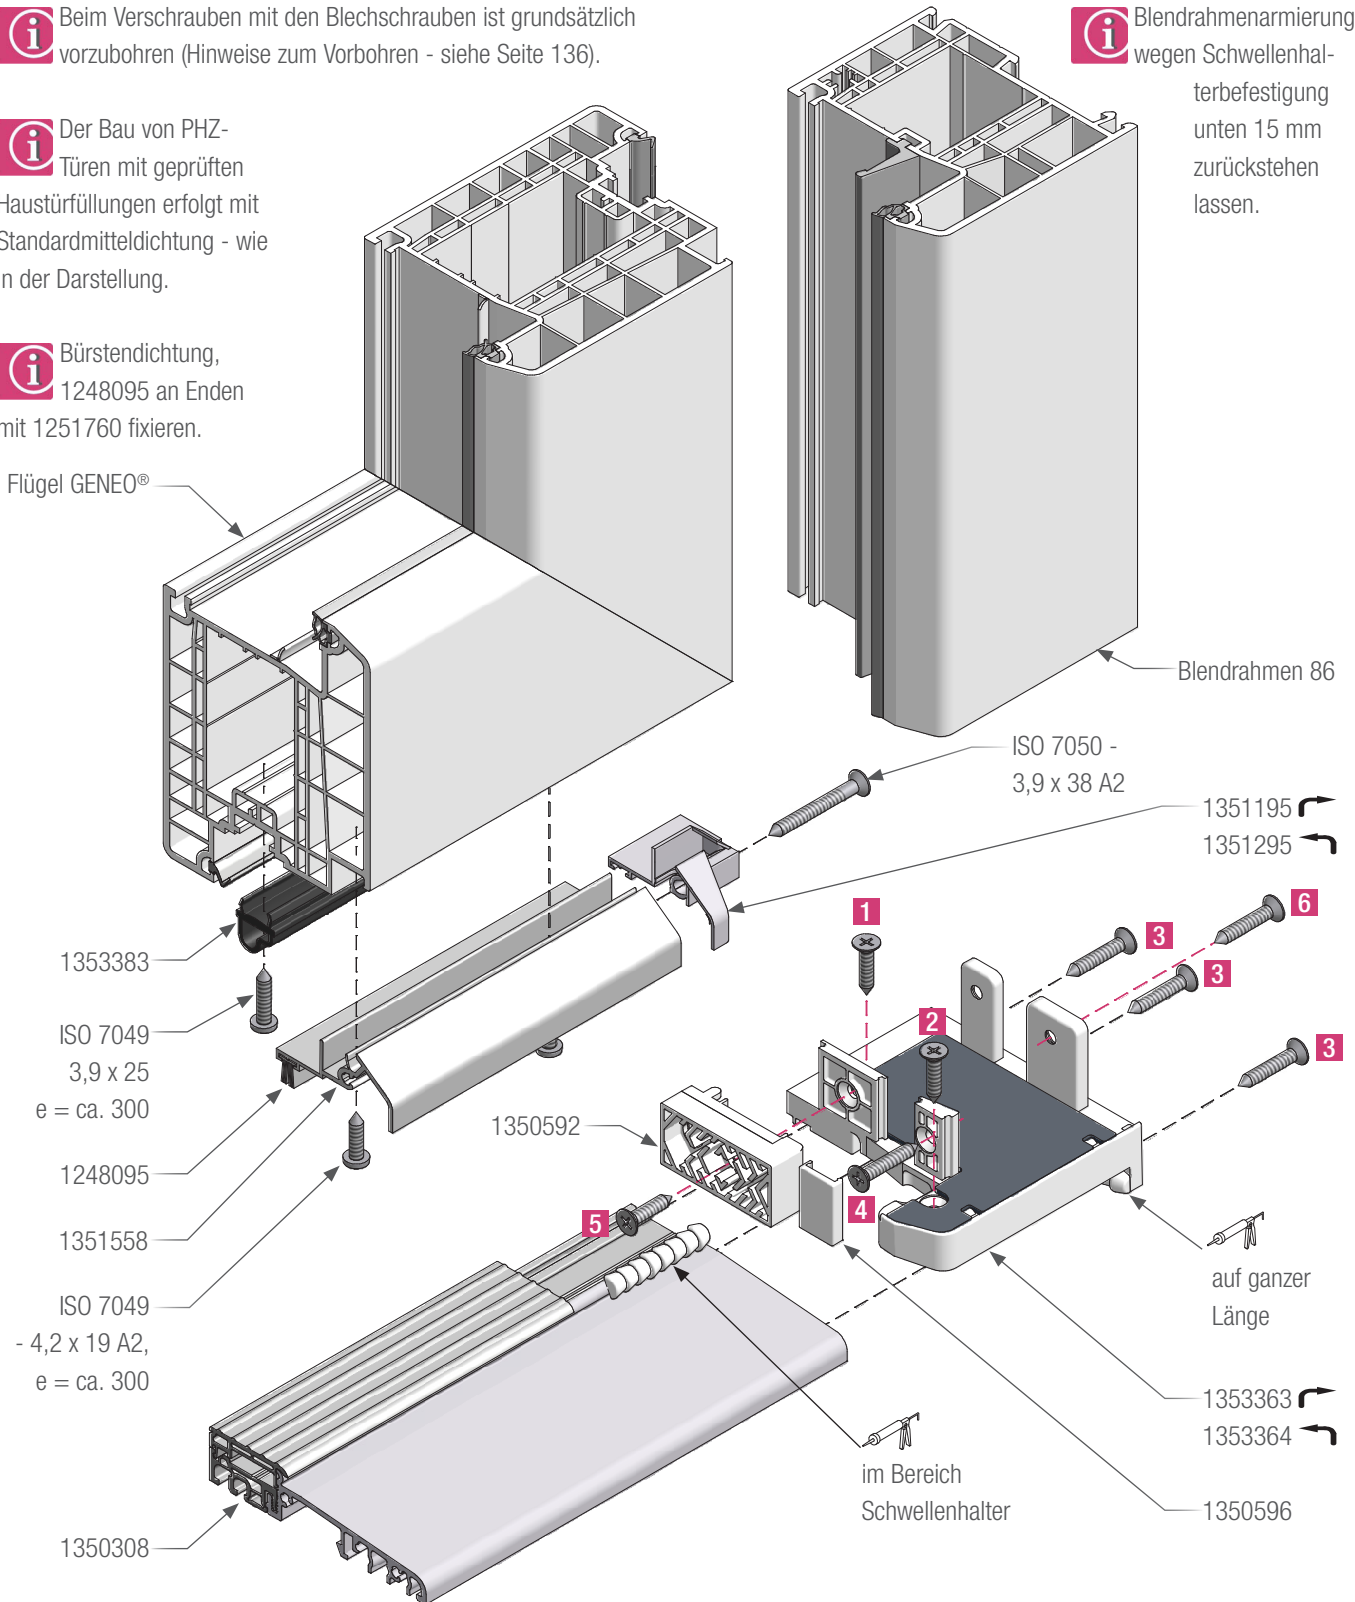 Beim Verschrauben mit den Blechschrauben ist grundsätzlich
vorzubohren (Hinweise zum Vorbohren - siehe Seite 136).
Blendrahmenarmierung
wegen Schwellenhal-
terbefestigung
unten 15 mm
zurückstehen
lassen.
Der Bau von PHZ-
Türen mit geprüften
Haustürfüllungen erfolgt mit
Standardmitteldichtung - wie
in der Darstellung.
Bürstendichtung,
1248095 an Enden
mit 1251760 fixieren.
Flügel GENEO®
Blendrahmen 86
ISO 7050 -
3,9 x 38 A2
1351195
1351295
1
6
3
3
2
3
1353383
ISO 7049
3,9 x 25
e = ca. 300
1350592
1248095
4
5
1351558
ISO 7049
- 4,2 x 19 A2,
e = ca. 300
auf ganzer
Länge
1353363
1353364
im Bereich
Schwellenhalter
1350596
1350308